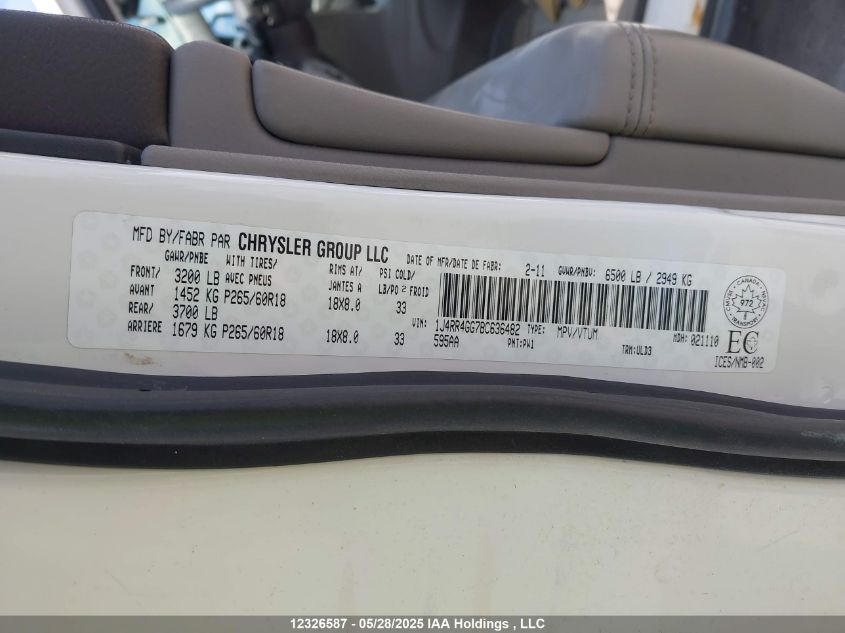 MFD BY/FABR PAR CHRYSLER GROUP LLC DATE OF MFR/DATE DE FABR: 2-11 GVWR/PNBV: 6500 LB / 2949 KG
GAWR/PNBE WITH TIRES/ RIMS AT/ PSI COLD/
FRONT/ 3200 LB AVEC PNEUS JANTES A LB/PO² FROID
AVANT 1452 KG P265/60R18 18X8.0 33
REAR/ 3700 LB
ARRIERE 1679 KG P265/60R18 18X8.0 33
VIN: 1J4RR4GG7BC636482 TYPE: MPV/VTUM MDH: 021110
595AA PNT:PW1 TRM:ULD3
CANADA
972
TRANSPORT
EC
ICES/NMB-002
12326587 - 05/28/2025 IAA Holdings , LLC